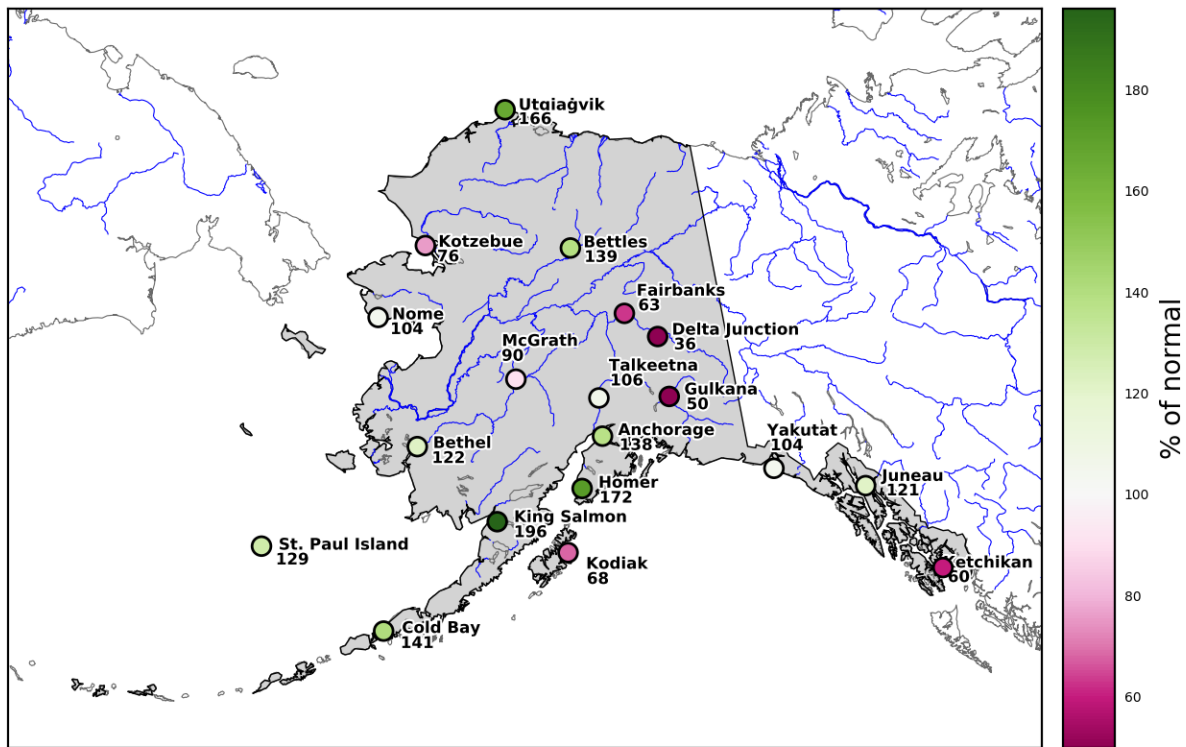 Utqiaġvik
166
Kotzebue
76
Bettles
139
Fairbanks
63
Nome
104
Delta Junction
36
McGrath
90
Talkeetna
106
Gulkana
50
Anchorage
138
Yakutat
104
Bethel
122
Juneau
121
Homer
172
King Salmon
196
St. Paul Island
129
Kodiak
68
Ketchikan
60
Cold Bay
141
180
160
140
120
100
80
60
% of normal